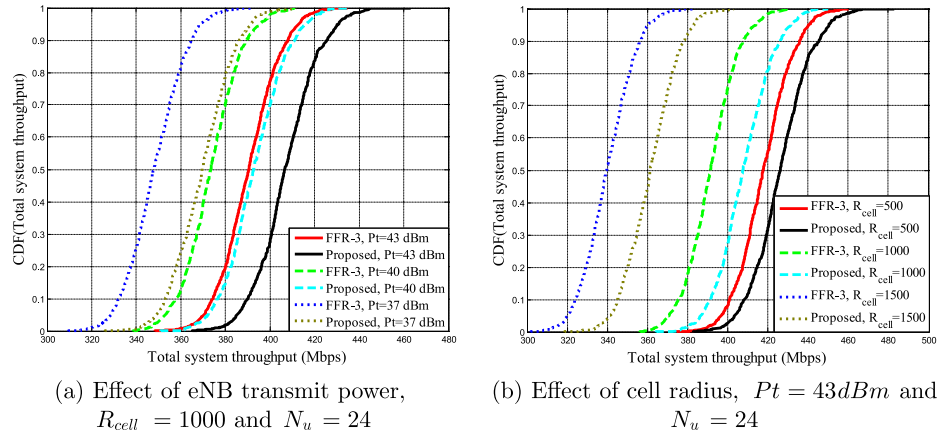 CDF(Total system throughput)
1
0.9
0.8
0.7
0.6
0.5
0.4
0.3
0.2
0.1
0
300 320 340 360 380 400 420 440 460 480
Total system throughput (Mbps)
FFR-3, Pt=43 dBm
Proposed, Pt=43 dBm
FFR-3, Pt=40 dBm
Proposed, Pt=40 dBm
FFR-3, Pt=37 dBm
Proposed, Pt=37 dBm
(a) Effect of eNB transmit power,
R_cell = 1000 and N_u = 24
CDF(Total system throughput)
1
0.9
0.8
0.7
0.6
0.5
0.4
0.3
0.2
0.1
0
300 320 340 360 380 400 420 440 460 480 500
Total system throughput (Mbps)
FFR-3, R_cell=500
Proposed, R_cell=500
FFR-3, R_cell=1000
Proposed, R_cell=1000
FFR-3, R_cell=1500
Proposed, R_cell=1500
(b) Effect of cell radius, Pt = 43dBm and
N_u = 24